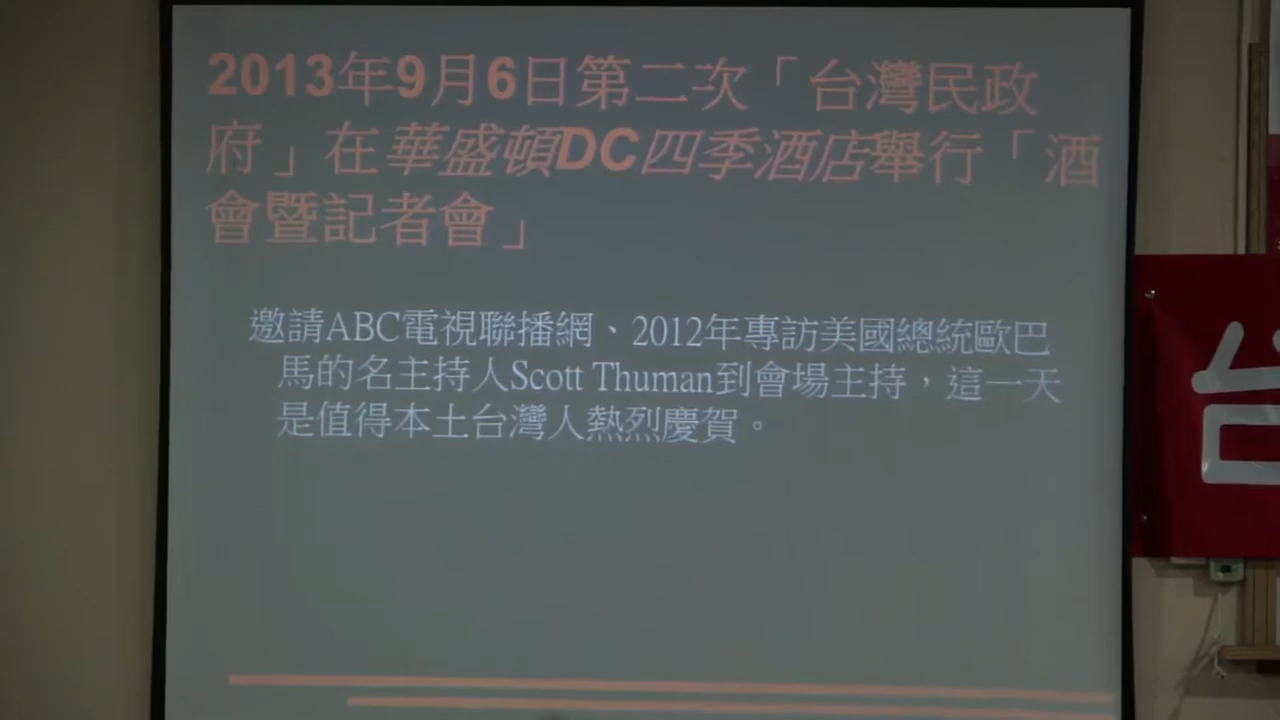 2013年9月6日第二次「台灣民政
府」在華盛頓DC四季酒店舉行「酒
會暨記者會」
邀請ABC電視聯播網、2012年專訪美國總統歐巴
馬的名主持人Scott Thuman到會場主持，這一天
是值得本土台灣人熱烈慶賀。
台